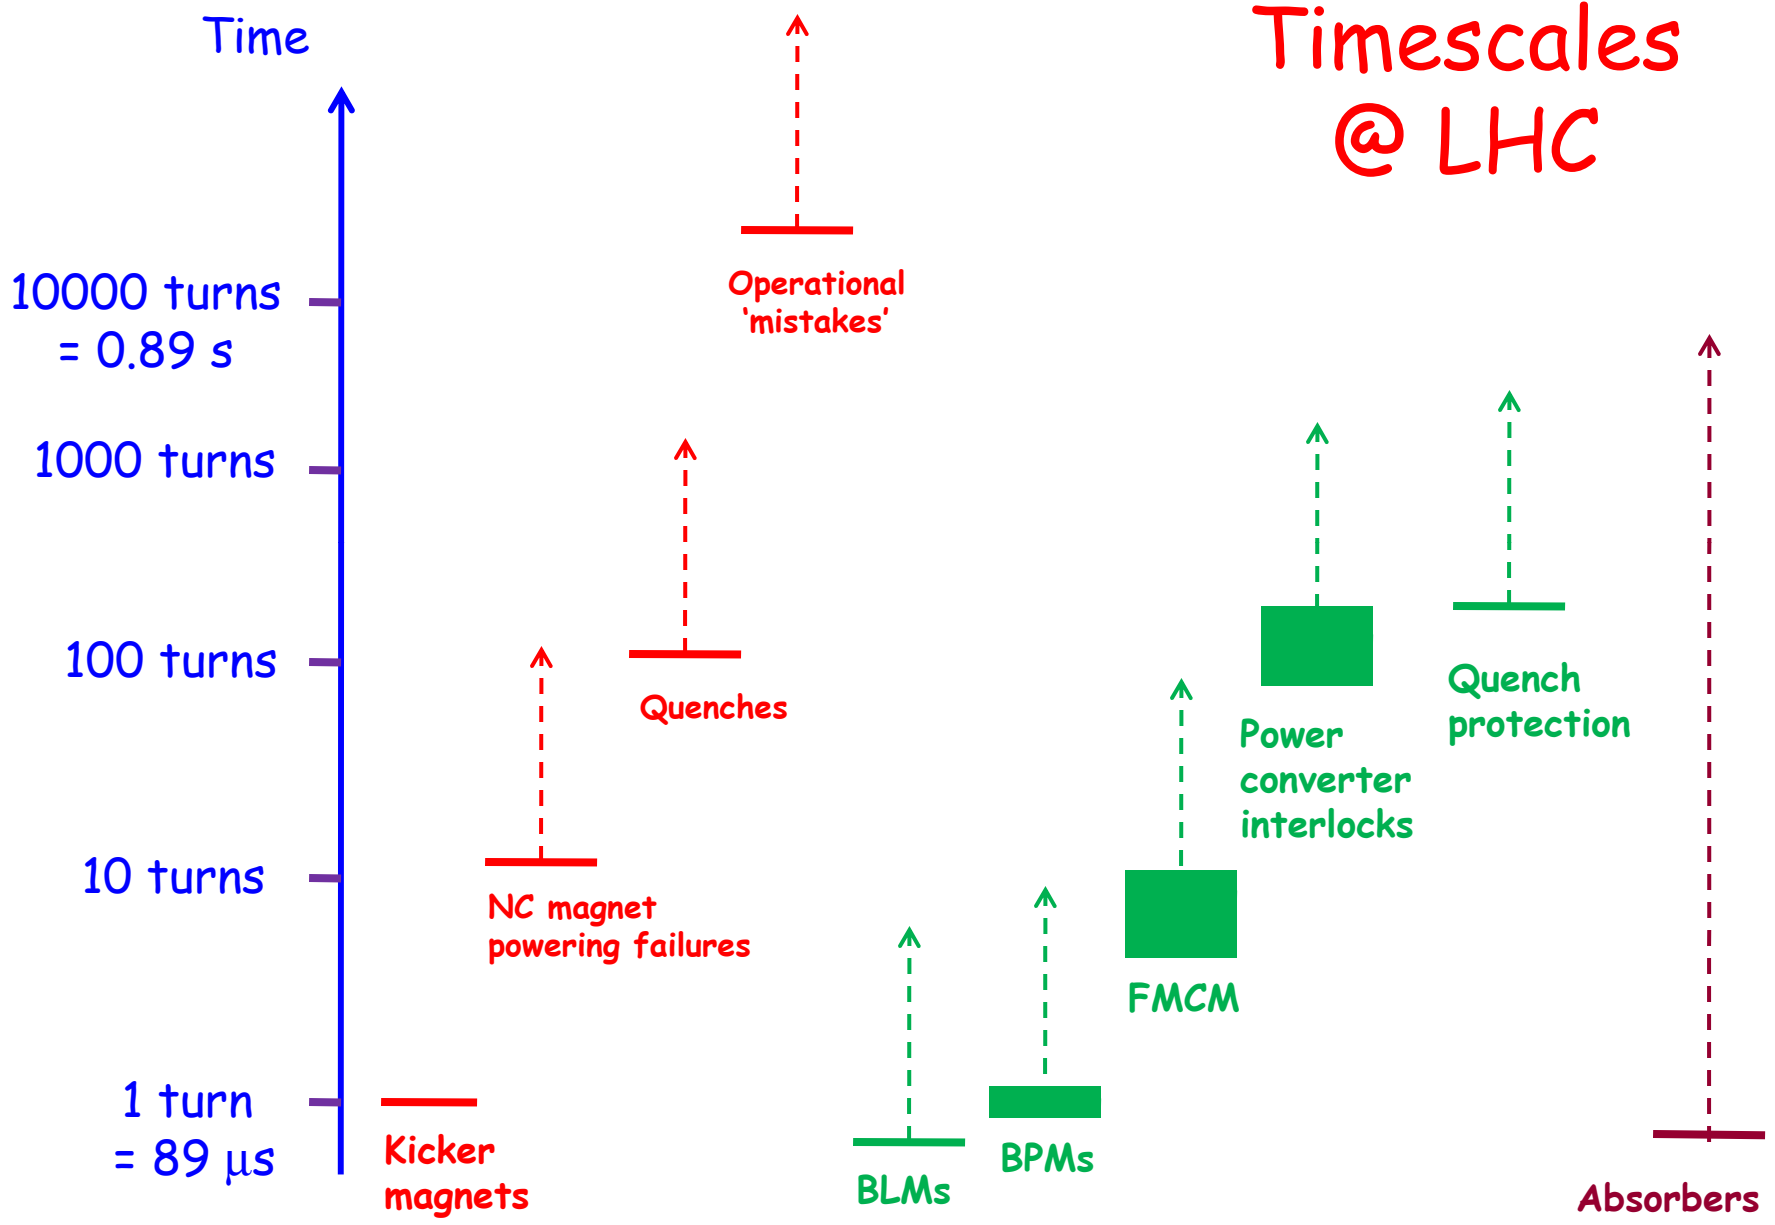 Timescales
@ LHC
Time
10000 turns
= 0.89 s
1000 turns
100 turns
10 turns
1 turn
= 89 μs
Operational
‘mistakes’
Quenches
NC magnet
powering failures
Kicker
magnets
BLMs
BPMs
FMCM
Power
converter
interlocks
Quench
protection
Absorbers